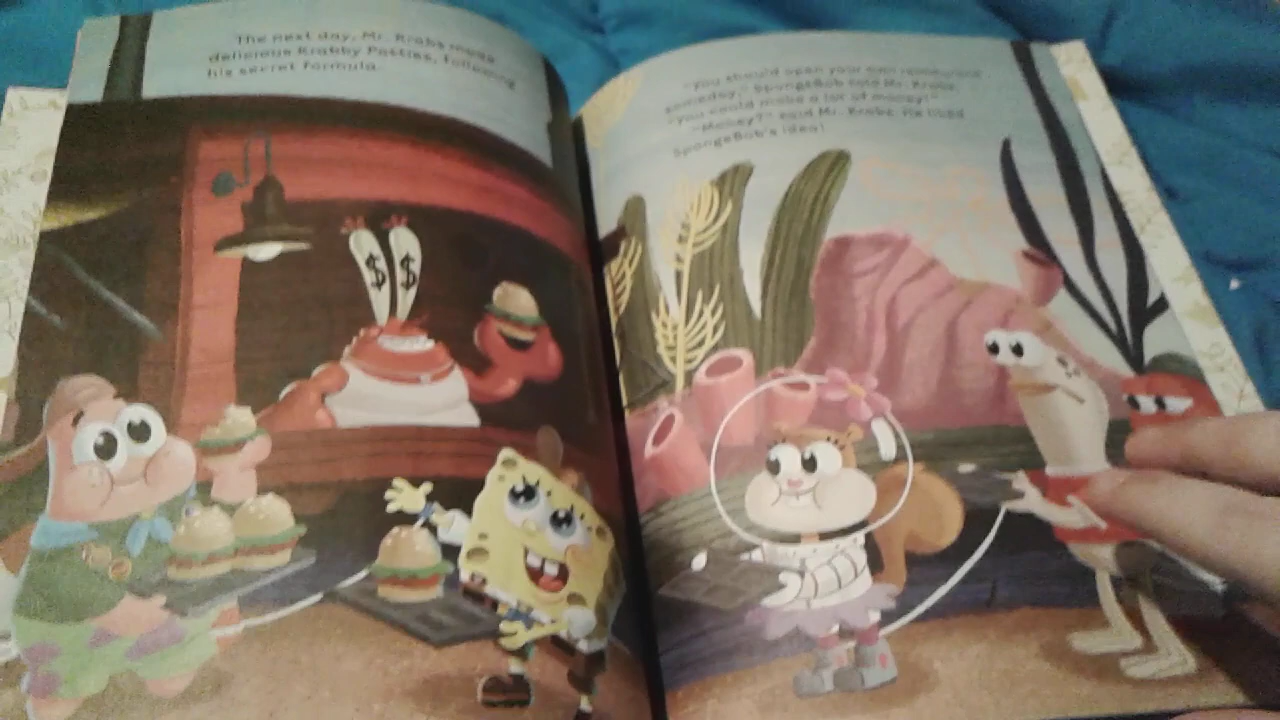 The next day, Mr. Krabs made
delicious Krabby Patties, following
his secret formula.
"You should open your own restaurant
someday," SpongeBob told Mr. Krabs.
"You could make a lot of money!"
"Money?" said Mr. Krabs. He liked
SpongeBob's idea!
$ $